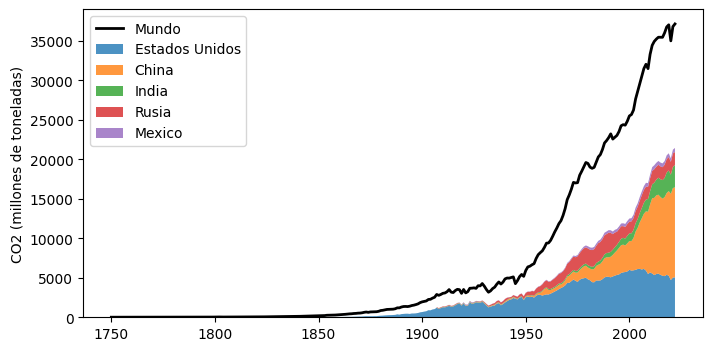 Mundo
Estados Unidos
China
India
Rusia
Mexico
CO2 (millones de toneladas)
35000
30000
25000
20000
15000
10000
5000
0
1750
1800
1850
1900
1950
2000